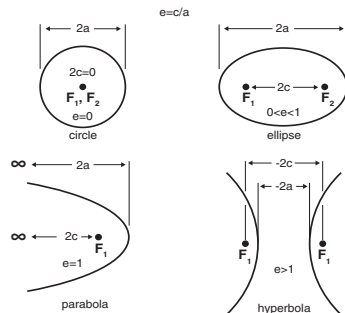 e=c/a
2a
2c=0
F1, F2
e=0
circle
2a
2c
F1
F2
0<e<1
ellipse
∞
2a
∞
2c
F1
e=1
parabola
-2c
-2a
F1
F1
e>1
hyperbola